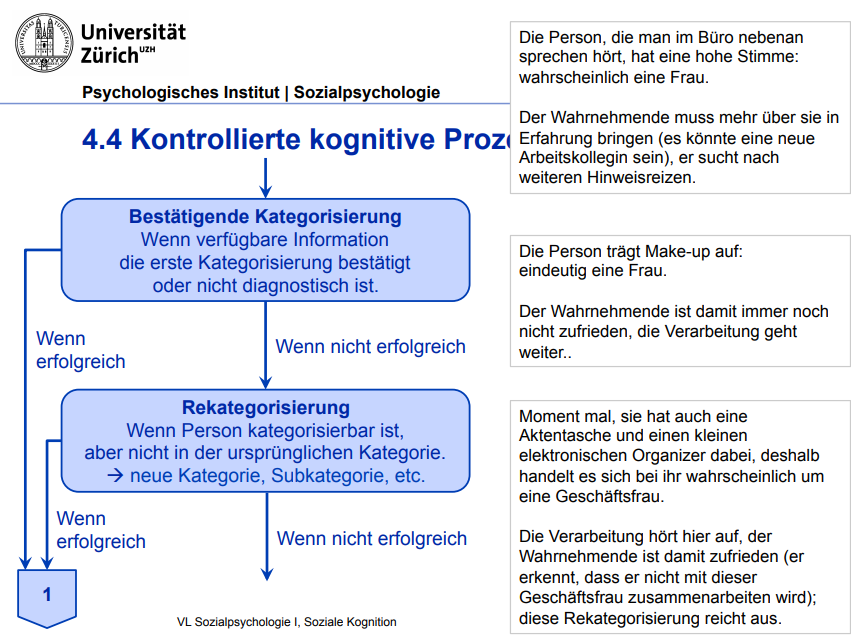 Universität
Zürich UZH
Psychologisches Institut | Sozialpsychologie
4.4 Kontrollierte kognitive Proze
Bestätigende Kategorisierung
Wenn verfügbare Information
die erste Kategorisierung bestätigt
oder nicht diagnostisch ist.
Wenn
erfolgreich
Wenn nicht erfolgreich
Rekategorisierung
Wenn Person kategorisierbar ist,
aber nicht in der ursprünglichen Kategorie.
→ neue Kategorie, Subkategorie, etc.
Wenn
erfolgreich
Wenn nicht erfolgreich
1
Die Person, die man im Büro nebenan
sprechen hört, hat eine hohe Stimme:
wahrscheinlich eine Frau.
Der Wahrnehmende muss mehr über sie in
Erfahrung bringen (es könnte eine neue
Arbeitskollegin sein), er sucht nach
weiteren Hinweisreizen.
Die Person trägt Make-up auf:
eindeutig eine Frau.
Der Wahrnehmende ist damit immer noch
nicht zufrieden, die Verarbeitung geht
weiter..
Moment mal, sie hat auch eine
Aktentasche und einen kleinen
elektronischen Organizer dabei, deshalb
handelt es sich bei ihr wahrscheinlich um
eine Geschäftsfrau.
Die Verarbeitung hört hier auf, der
Wahrnehmende ist damit zufrieden (er
erkennt, dass er nicht mit dieser
Geschäftsfrau zusammenarbeiten wird);
diese Rekategorisierung reicht aus.
VL Sozialpsychologie I, Soziale Kognition